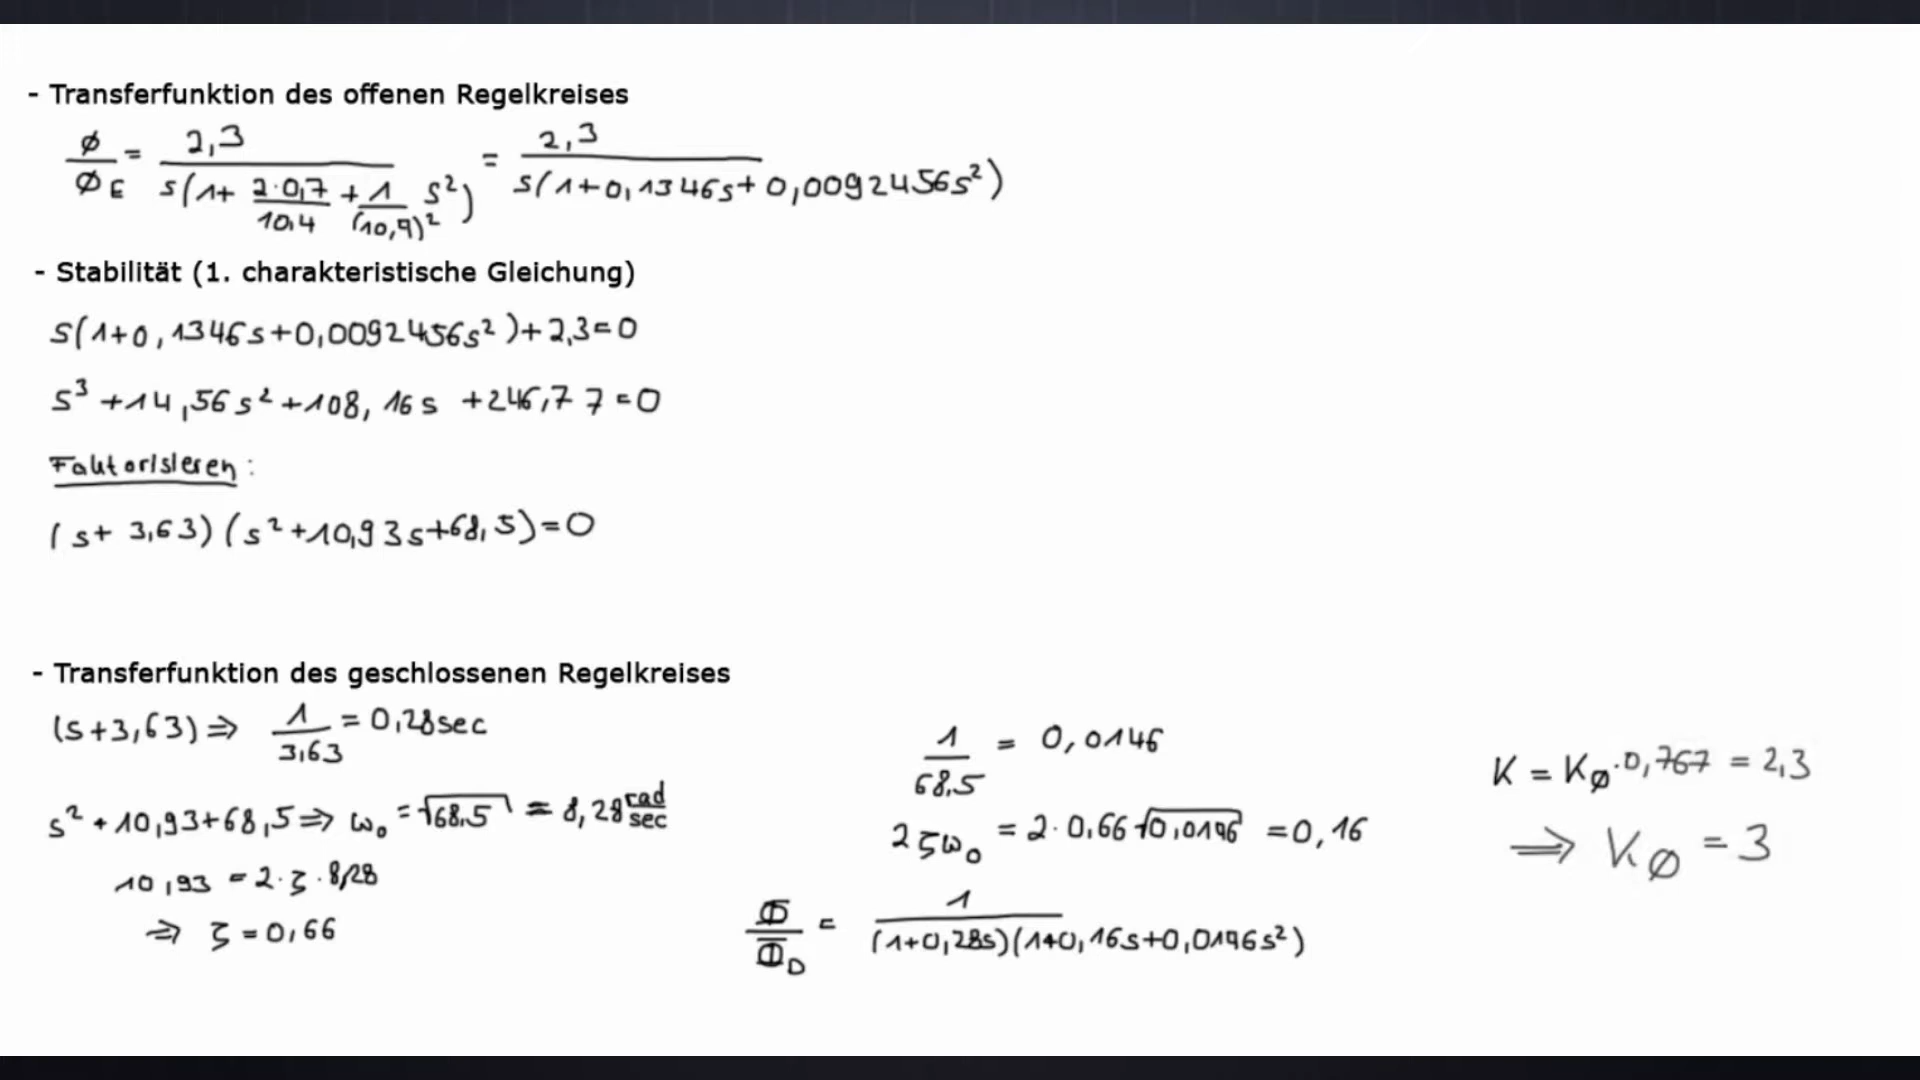 - Transferfunktion des offenen Regelkreises
∅/∅E = 2,3 / s(1+ 2·0,7/10,4 + 1/(10,9)² s²) = 2,3 / s(1+0,1346s+0,0092456s²)
- Stabilität (1. charakteristische Gleichung)
s(1+0,1346s+0,0092456s²)+2,3=0
s³+14,56s²+108,16s +246,77=0
Faktorisieren:
(s+ 3,63)(s²+10,93s+68,5)=0
- Transferfunktion des geschlossenen Regelkreises
(s+3,63)⇒ 1/3,63 = 0,28sec
s²+10,93+68,5⇒ ω₀ = √68,5 = 8,28 rad/sec
10,93 = 2·ζ·8,28
⇒ ζ = 0,66
1/68,5 = 0,0146
2ζω₀ = 2·0,66√0,0146 = 0,16
Φ/ΦD = 1 / (1+0,28s)(1+0,16s+0,0146s²)
K = K∅·0,767 = 2,3
⇒ K∅ = 3